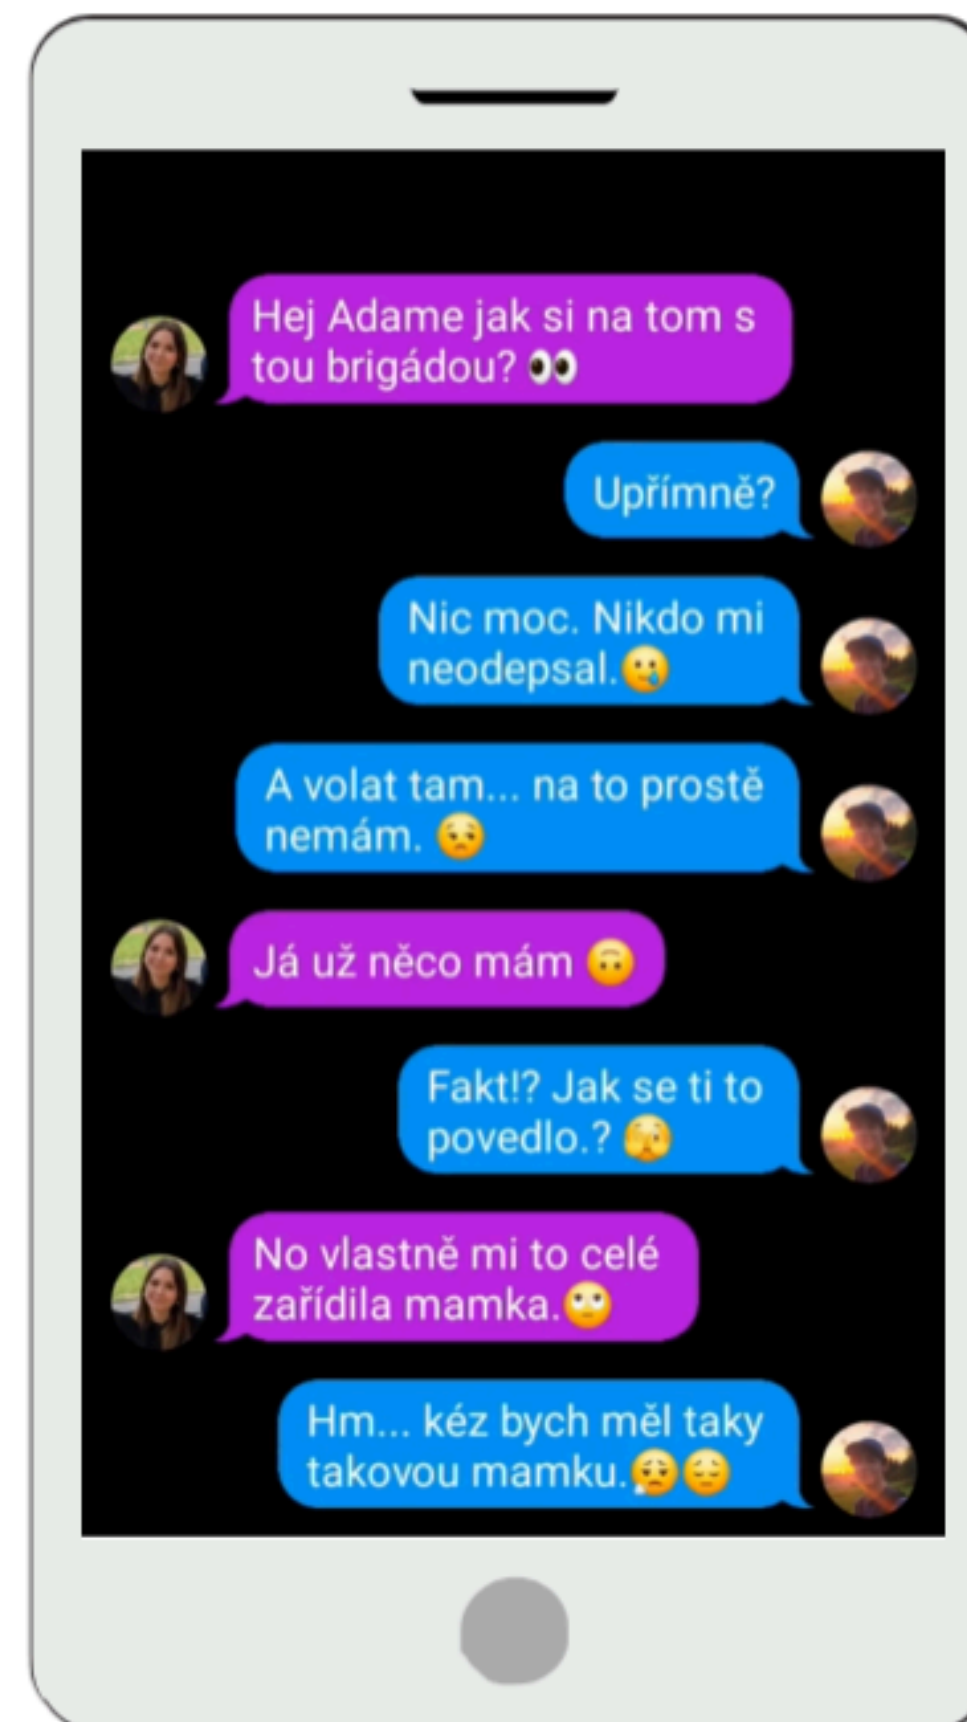 Hej Adame jak si na tom s
tou brigádou? 👀
Upřímně?
Nic moc. Nikdo mi
neodepsal.🥲
A volat tam... na to prostě
nemám. 😒
Já už něco mám 🙃
Fakt!? Jak se ti to
povedlo.? 🫣
No vlastně mi to celé
zařídila mamka.🙄
Hm... kéz bych měl taky
takovou mamku.😮‍💨😔